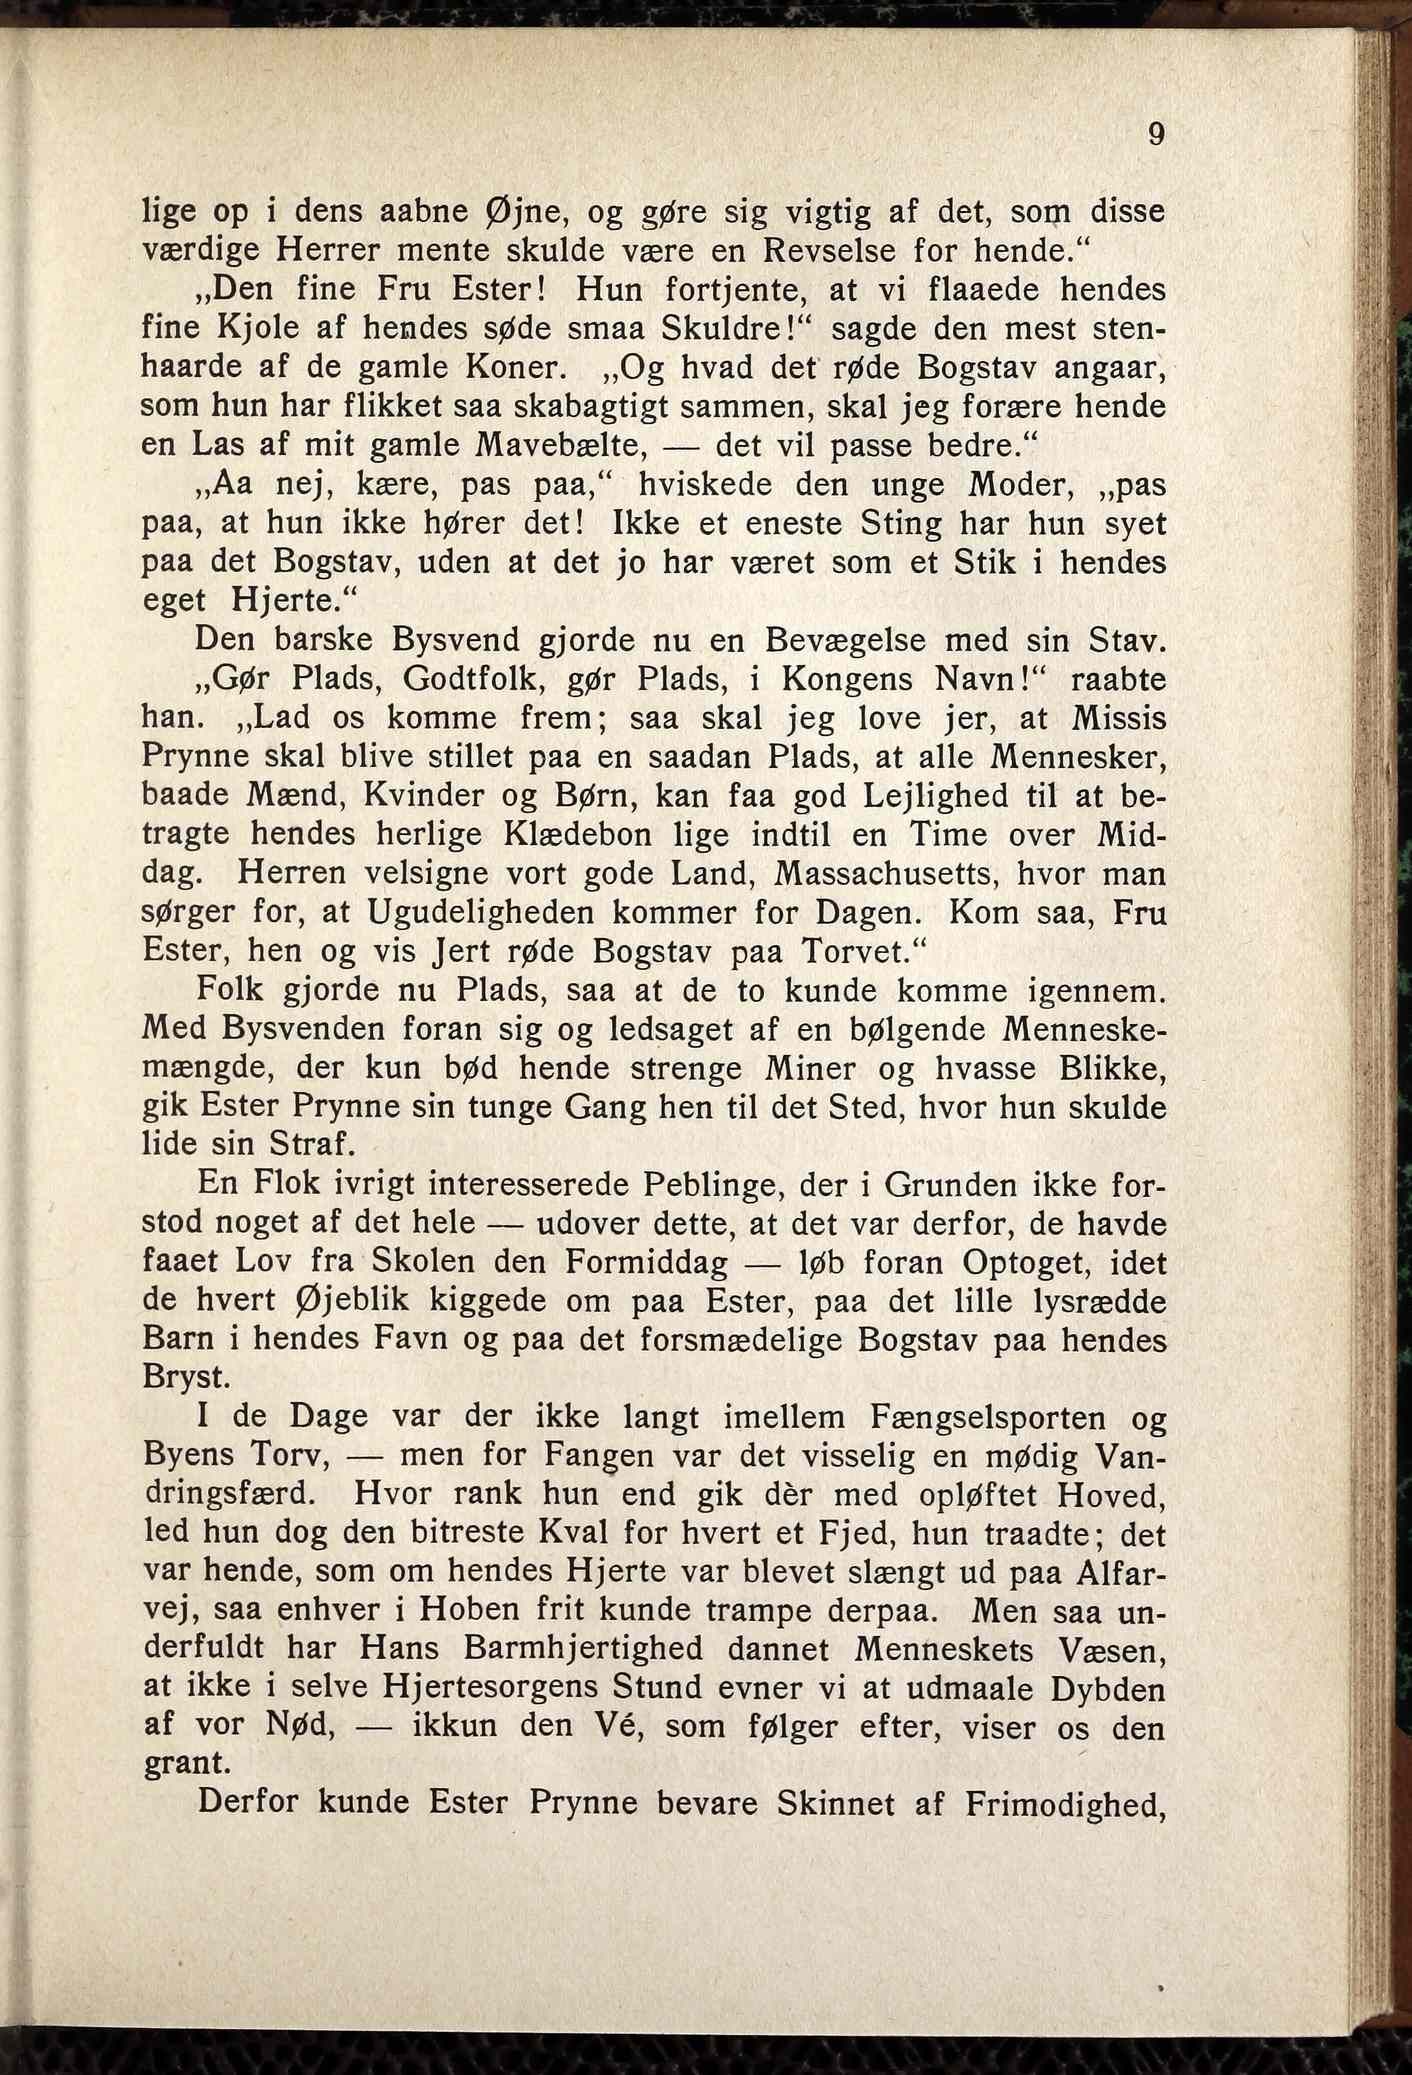 9
lige op i dens aabne Øjne, og gøre sig vigtig af det, som disse
værdige Herrer mente skulde være en Revselse for hende.“
„Den fine Fru Ester! Hun fortjente, at vi flaaede hendes
fine Kjole af hendes søde smaa Skuldre!“ sagde den mest sten-
haarde af de gamle Koner. „Og hvad det røde Bogstav angaar,
som hun har flikket saa skabagtigt sammen, skal jeg forære hende
en Las af mit gamle Mavebælte, — det vil passe bedre.“
„Aa nej, kære, pas paa,“ hviskede den unge Moder, „pas
paa, at hun ikke hører det! Ikke et eneste Sting har hun syet
paa det Bogstav, uden at det jo har været som et Stik i hendes
eget Hjerte.“
Den barske Bysvend gjorde nu en Bevægelse med sin Stav.
„Gør Plads, Godtfolk, gør Plads, i Kongens Navn!“ raabte
han. „Lad os komme frem; saa skal jeg love jer, at Missis
Prynne skal blive stillet paa en saadan Plads, at alle Mennesker,
baade Mænd, Kvinder og Børn, kan faa god Lejlighed til at be-
tragte hendes herlige Klædebon lige indtil en Time over Mid-
dag. Herren velsigne vort gode Land, Massachusetts, hvor man
sørger for, at Ugudeligheden kommer for Dagen. Kom saa, Fru
Ester, hen og vis Jert røde Bogstav paa Torvet.“
Folk gjorde nu Plads, saa at de to kunde komme igennem.
Med Bysvenden foran sig og ledsaget af en bølgende Menneske-
mængde, der kun bød hende strenge Miner og hvasse Blikke,
gik Ester Prynne sin tunge Gang hen til det Sted, hvor hun skulde
lide sin Straf.
En Flok ivrigt interesserede Peblinge, der i Grunden ikke for-
stod noget af det hele — udover dette, at det var derfor, de havde
faaet Lov fra Skolen den Formiddag — løb foran Optoget, idet
de hvert Øjeblik kiggede om paa Ester, paa det lille lysrædde
Barn i hendes Favn og paa det forsmædelige Bogstav paa hendes
Bryst.
I de Dage var der ikke langt imellem Fængselsporten og
Byens Torv, — men for Fangen var det visselig en mødig Van-
dringsfærd. Hvor rank hun end gik dèr med opløftet Hoved,
led hun dog den bitreste Kval for hvert et Fjed, hun traadte; det
var hende, som om hendes Hjerte var blevet slængt ud paa Alfar-
vej, saa enhver i Hoben frit kunde trampe derpaa. Men saa un-
derfuldt har Hans Barmhjertighed dannet Menneskets Væsen,
at ikke i selve Hjertesorgens Stund evner vi at udmaale Dybden
af vor Nød, — ikkun den Vé, som følger efter, viser os den
grant.
Derfor kunde Ester Prynne bevare Skinnet af Frimodighed,